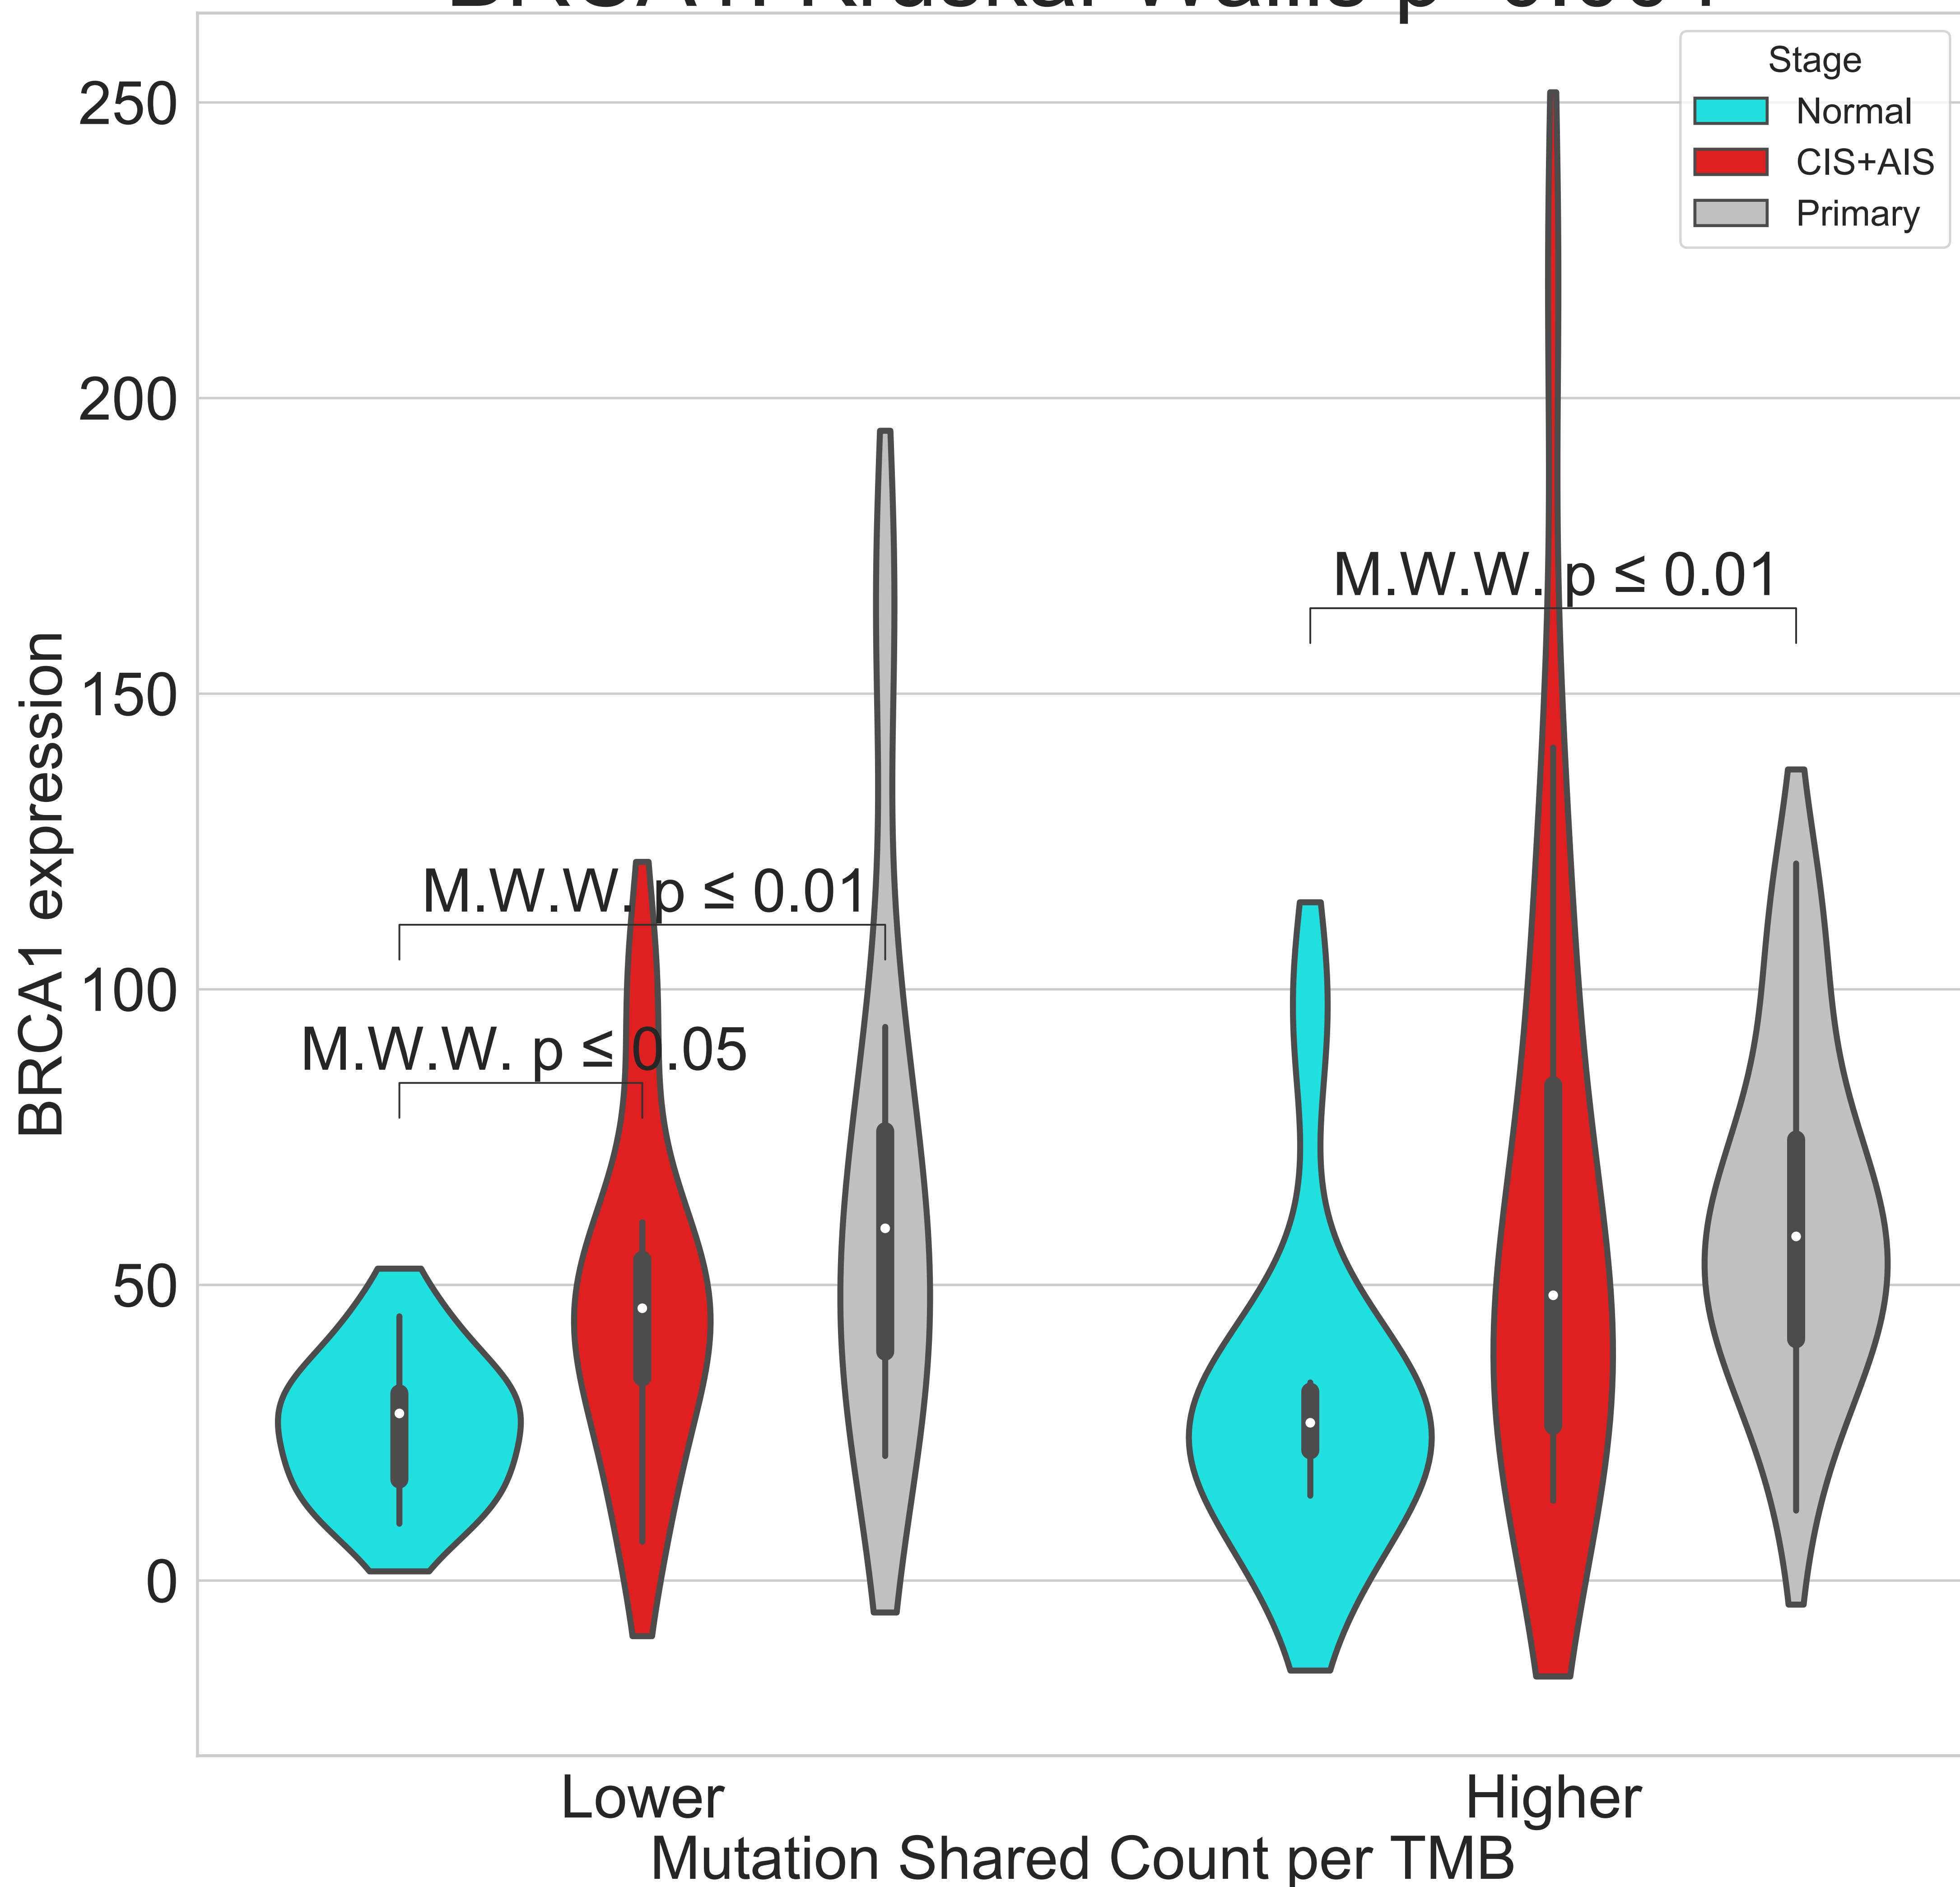 Stage
Normal
CIS+AIS
Primary
250
200
150
100
50
0
BRCA1 expression
M.W.W. p ≤ 0.01
M.W.W. p ≤ 0.01
M.W.W. p ≤ 0.05
Lower
Higher
Mutation Shared Count per TMB